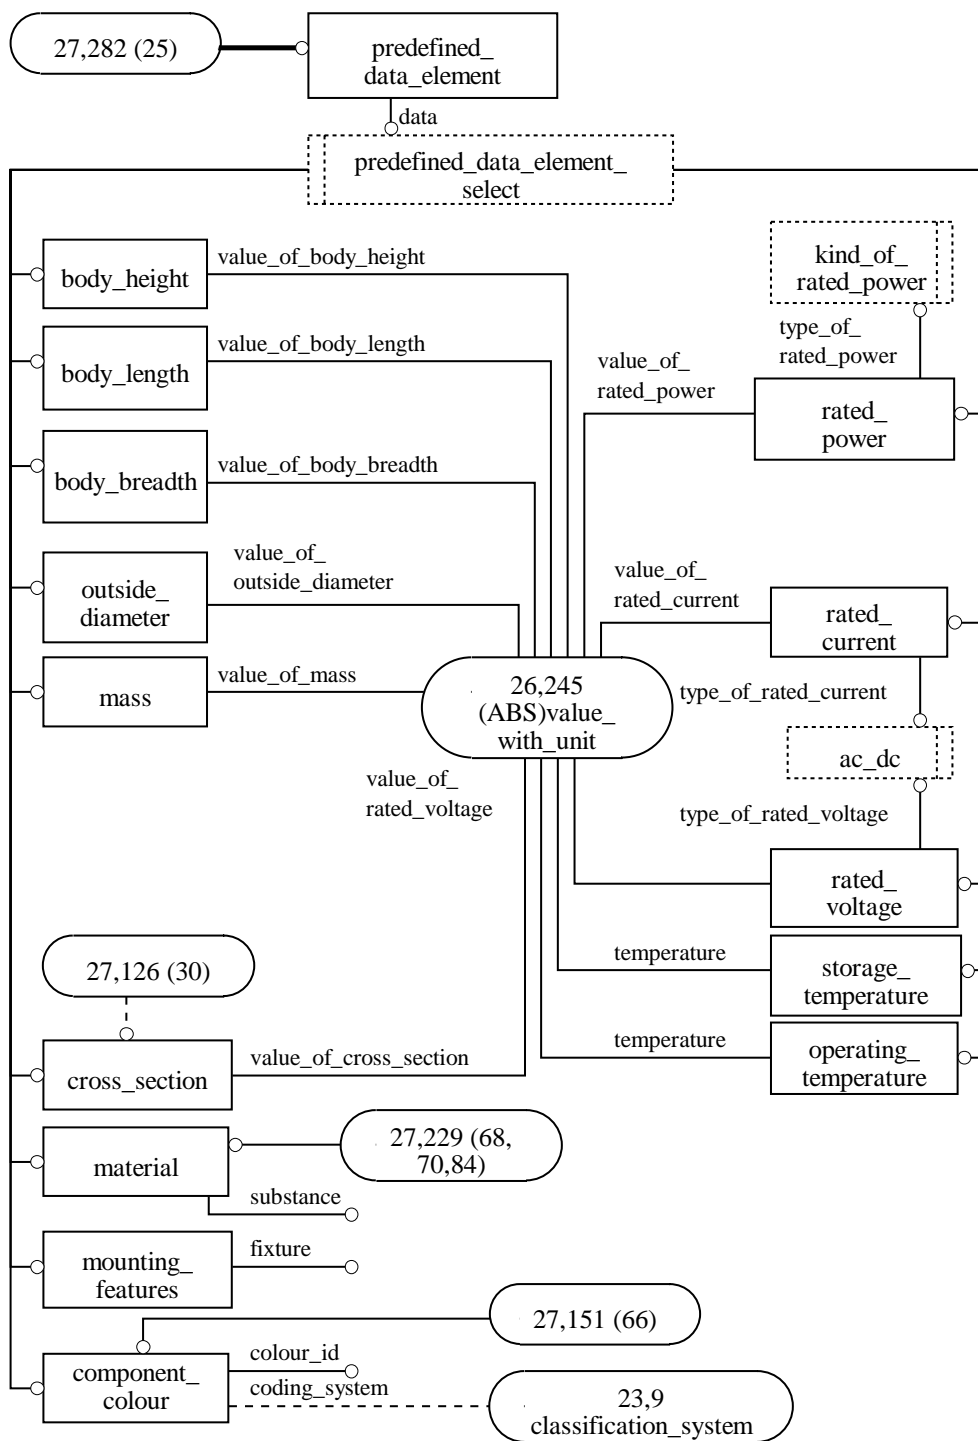 27,282 (25)
predefined_
data_element
data
predefined_data_element_
select
body_height
value_of_body_height
kind_of_
rated_power
type_of_
rated_power
body_length
value_of_body_length
value_of_
rated_power
rated_
power
body_breadth
value_of_body_breadth
outside_
diameter
value_of_
outside_diameter
value_of_
rated_current
rated_
current
mass
value_of_mass
26,245
(ABS)value_
with_unit
type_of_rated_current
ac_dc
value_of_
rated_voltage
type_of_rated_voltage
rated_
voltage
27,126 (30)
temperature
storage_
temperature
cross_section
value_of_cross_section
temperature
operating_
temperature
material
27,229 (68,
70,84)
substance
mounting_
features
fixture
27,151 (66)
component_
colour
colour_id
coding_system
23,9
classification_system